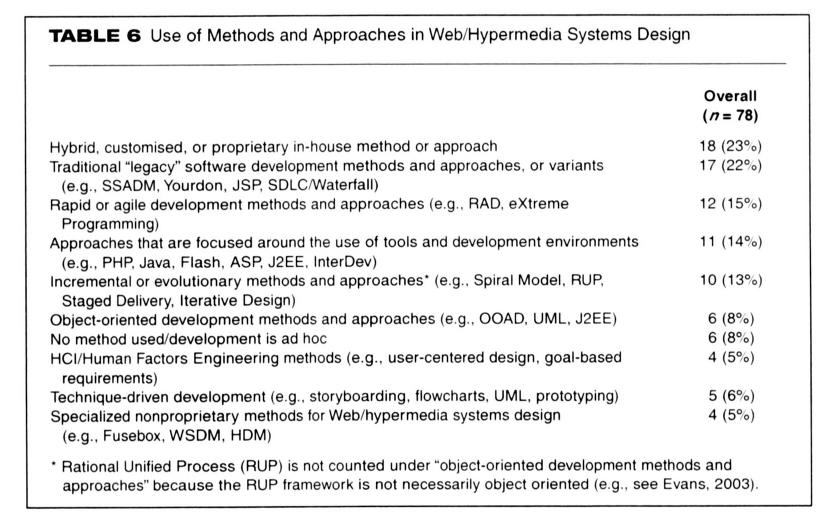 TABLE 6 Use of Methods and Approaches in Web/Hypermedia Systems Design
Overall
(n = 78)
Hybrid, customised, or proprietary in-house method or approach 18 (23%)
Traditional “legacy” software development methods and approaches, or variants 17 (22%)
(e.g., SSADM, Yourdon, JSP, SDLC/Waterfall)
Rapid or agile development methods and approaches (e.g., RAD, eXtreme 12 (15%)
Programming)
Approaches that are focused around the use of tools and development environments 11 (14%)
(e.g., PHP, Java, Flash, ASP, J2EE, InterDev)
Incremental or evolutionary methods and approaches* (e.g., Spiral Model, RUP, 10 (13%)
Staged Delivery, Iterative Design)
Object-oriented development methods and approaches (e.g., OOAD, UML, J2EE) 6 (8%)
No method used/development is ad hoc 6 (8%)
HCI/Human Factors Engineering methods (e.g., user-centered design, goal-based 4 (5%)
requirements)
Technique-driven development (e.g., storyboarding, flowcharts, UML, prototyping) 5 (6%)
Specialized nonproprietary methods for Web/hypermedia systems design 4 (5%)
(e.g., Fusebox, WSDM, HDM)
* Rational Unified Process (RUP) is not counted under “object-oriented development methods and
approaches” because the RUP framework is not necessarily object oriented (e.g., see Evans, 2003).